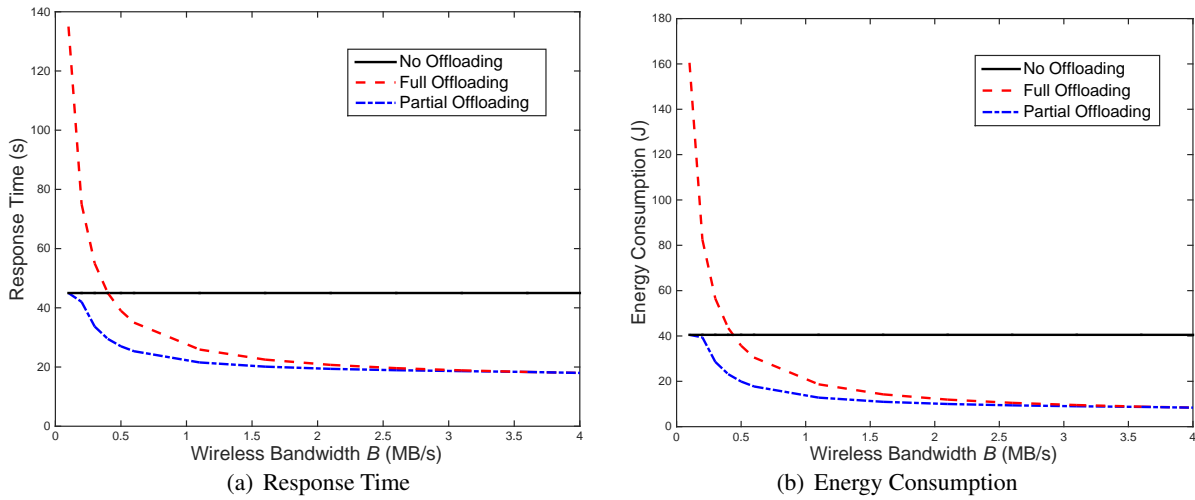 140
120
100
80
60
40
20
0
0 0.5 1 1.5 2 2.5 3 3.5 4
Response Time (s)
Wireless Bandwidth B (MB/s)
No Offloading
Full Offloading
Partial Offloading
(a) Response Time
180
160
140
120
100
80
60
40
20
0
0 0.5 1 1.5 2 2.5 3 3.5 4
Energy Consumption (J)
Wireless Bandwidth B (MB/s)
No Offloading
Full Offloading
Partial Offloading
(b) Energy Consumption